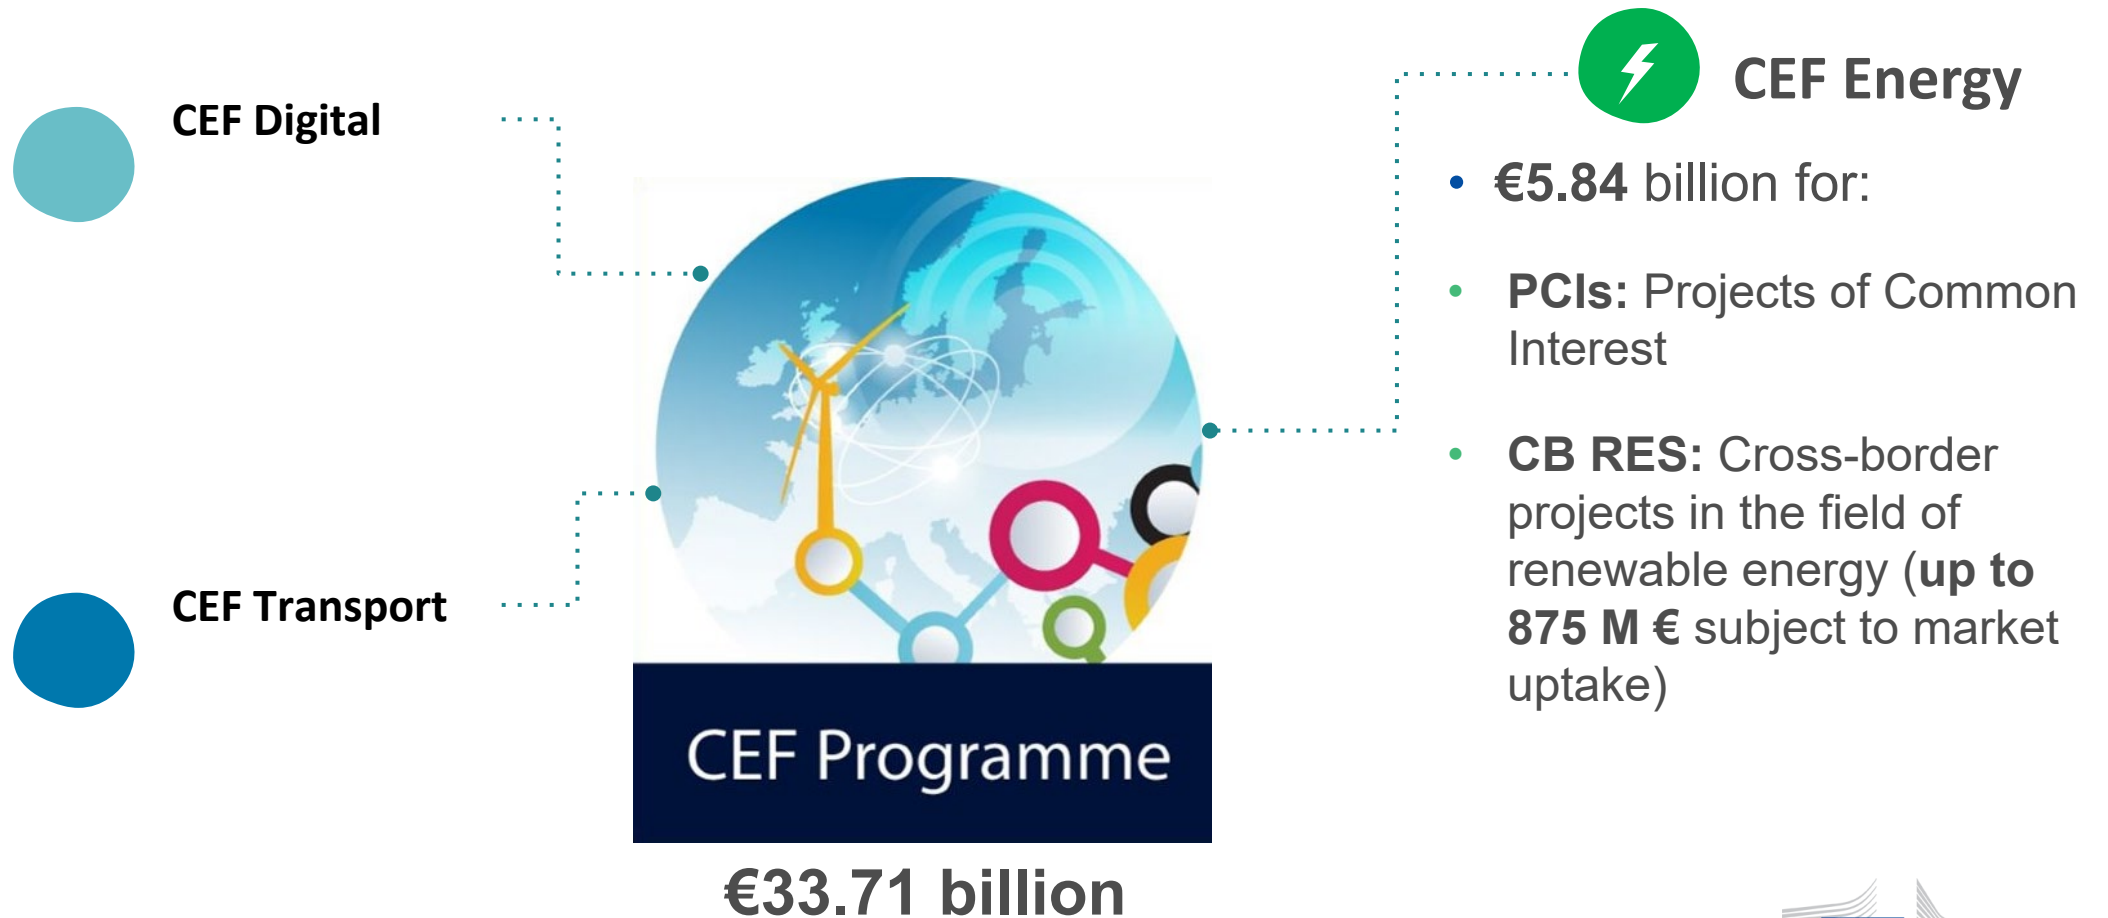 CEF Digital
CEF Transport
CEF Programme
€33.71 billion
CEF Energy
• €5.84 billion for:
• PCIs: Projects of Common
Interest
• CB RES: Cross-border
projects in the field of
renewable energy (up to
875 M € subject to market
uptake)